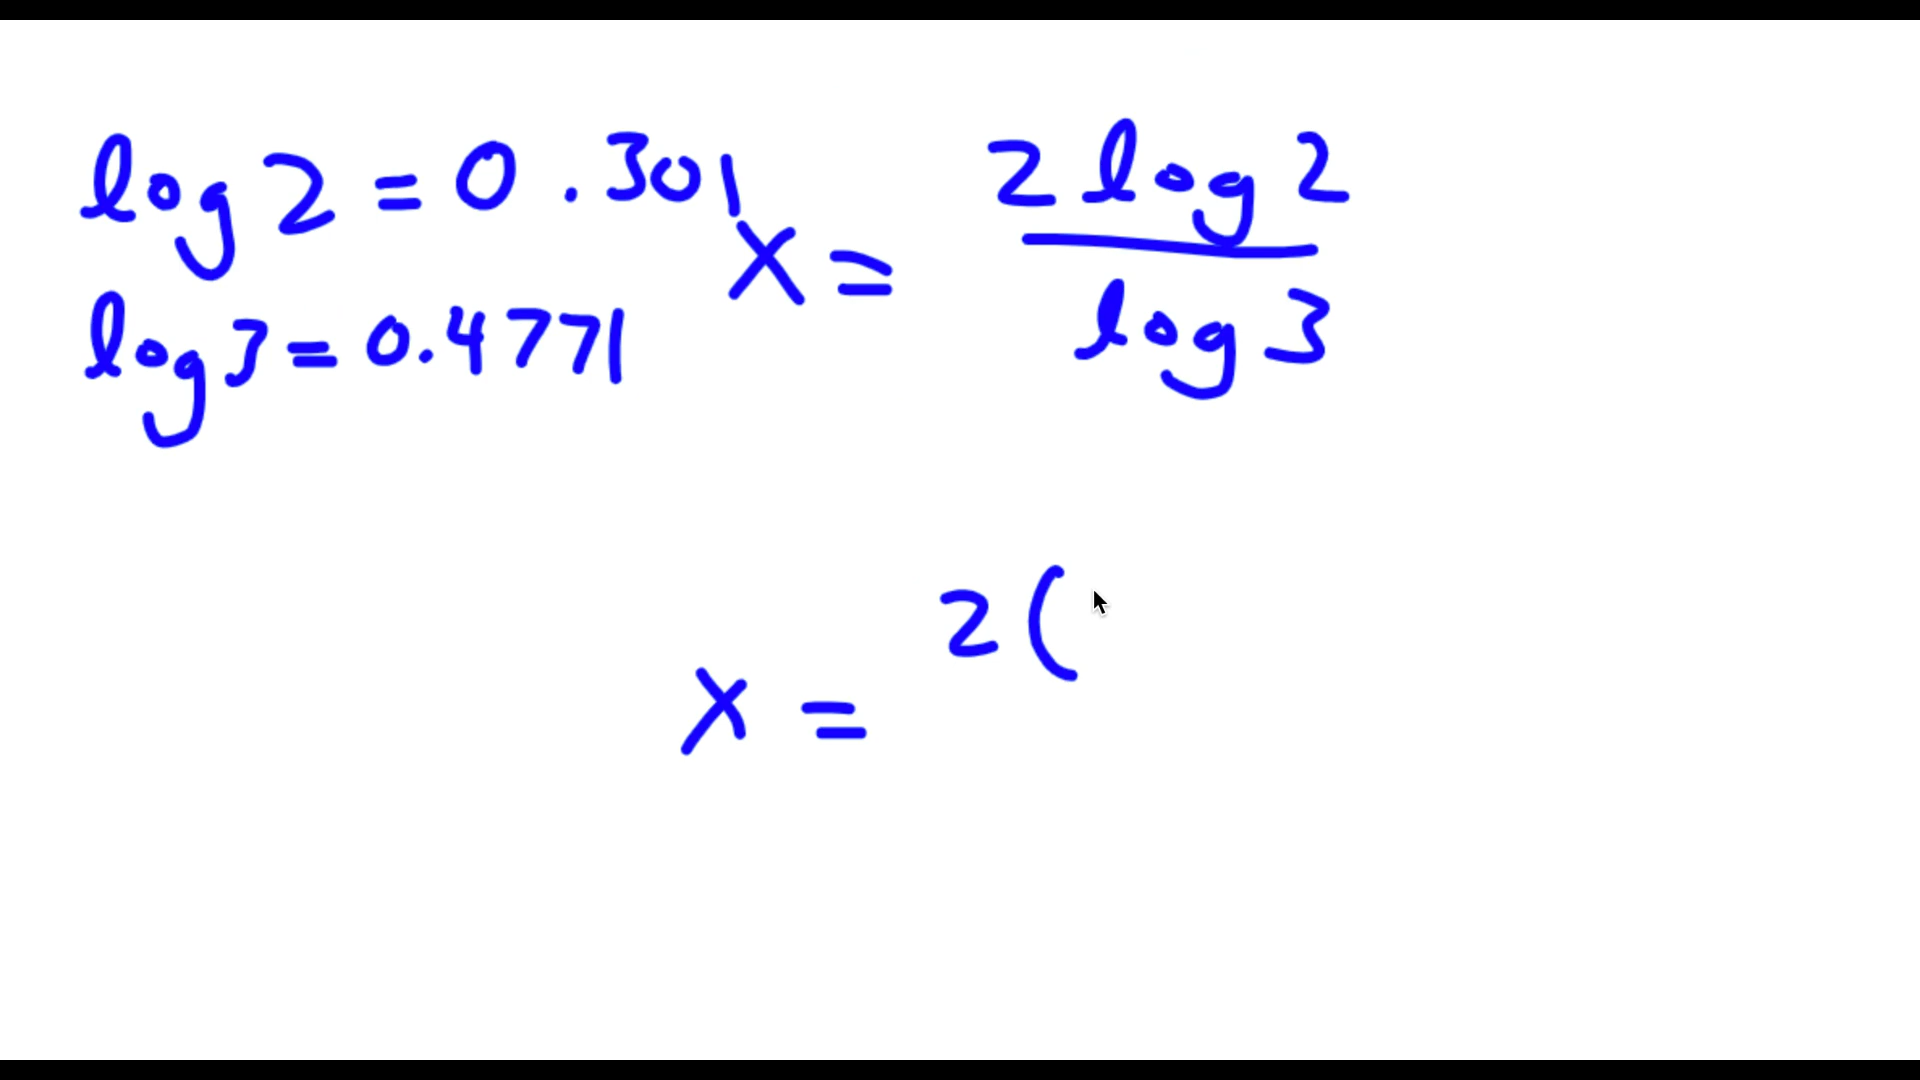 log 2 = 0.301
log 3 = 0.4771
x = 2 log 2 / log 3
x = 2 (